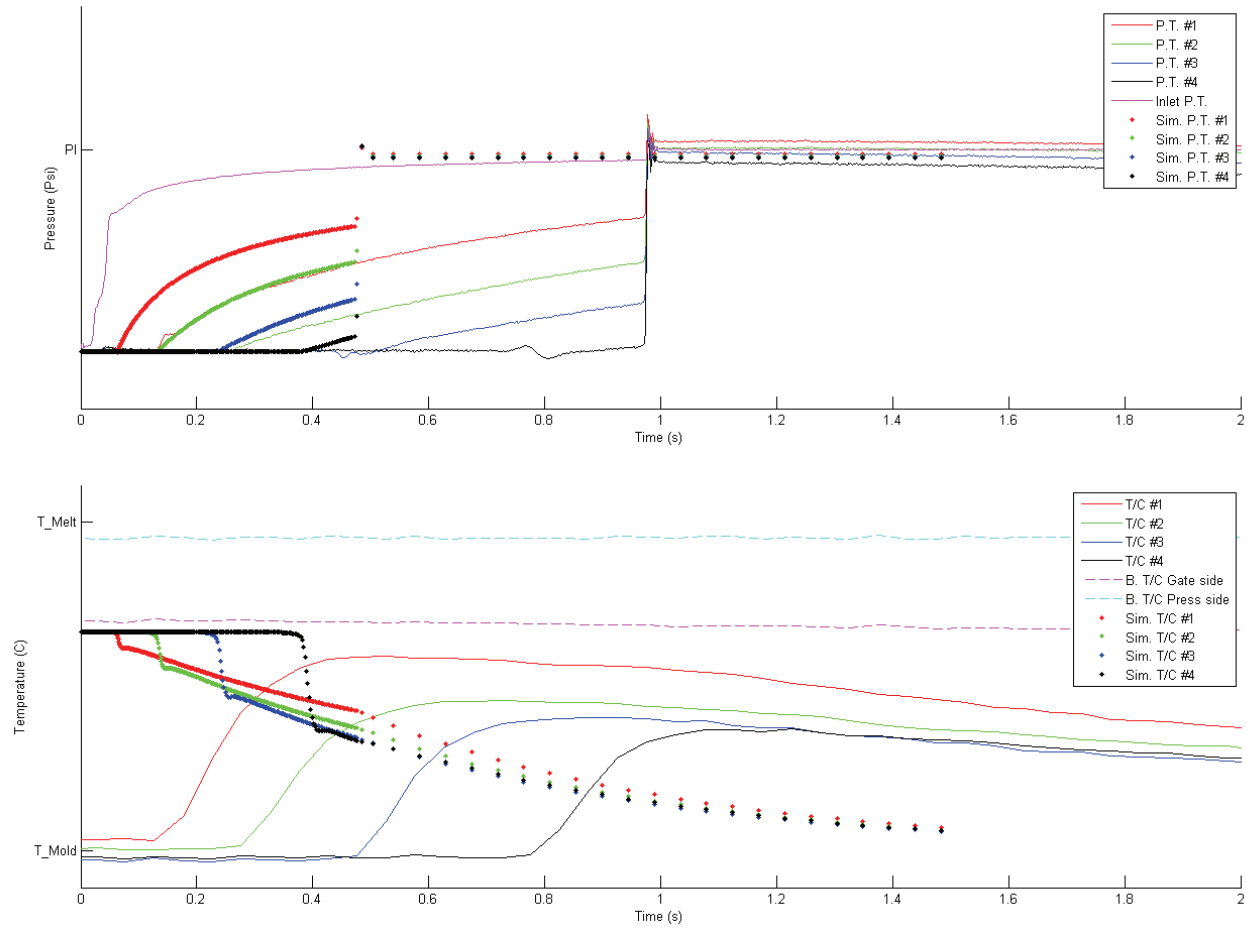 P.T. #1
P.T. #2
P.T. #3
P.T. #4
Inlet P.T.
Sim. P.T. #1
Sim. P.T. #2
Sim. P.T. #3
Sim. P.T. #4
PI
Pressure (Psi)
0 0.2 0.4 0.6 0.8 1 1.2 1.4 1.6 1.8 2
Time (s)
T/C #1
T/C #2
T/C #3
T/C #4
B. T/C Gate side
B. T/C Press side
Sim. T/C #1
Sim. T/C #2
Sim. T/C #3
Sim. T/C #4
T_Melt
Temperature (C)
T_Mold
0 0.2 0.4 0.6 0.8 1 1.2 1.4 1.6 1.8 2
Time (s)